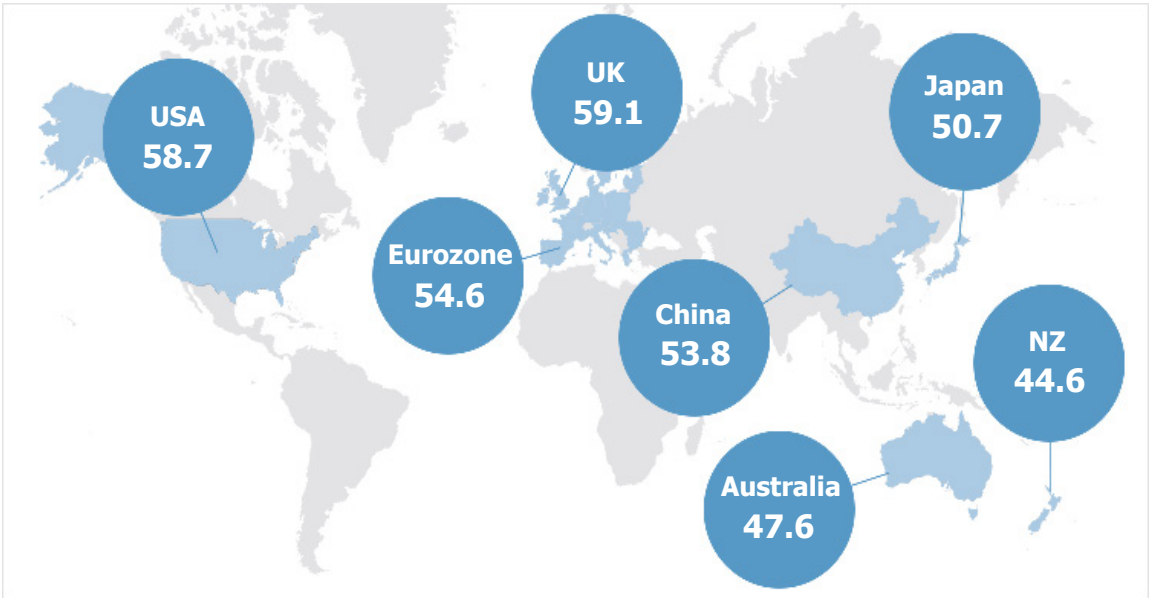 UK
59.1
Japan
50.7
USA
58.7
Eurozone
54.6
China
53.8
NZ
44.6
Australia
47.6